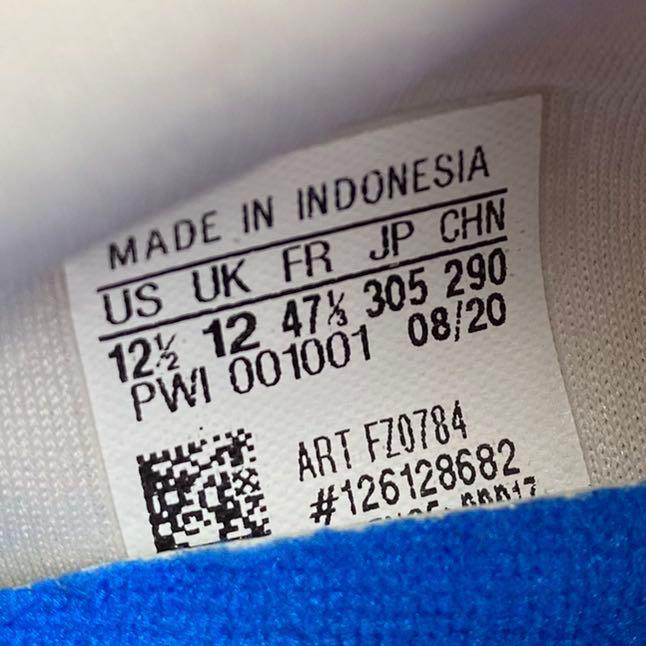 MADE IN INDONESIA
US UK FR JP CHN
12½ 12 47⅓ 305 290
PWI 001001 08/20
ART FZ0784
#126128682